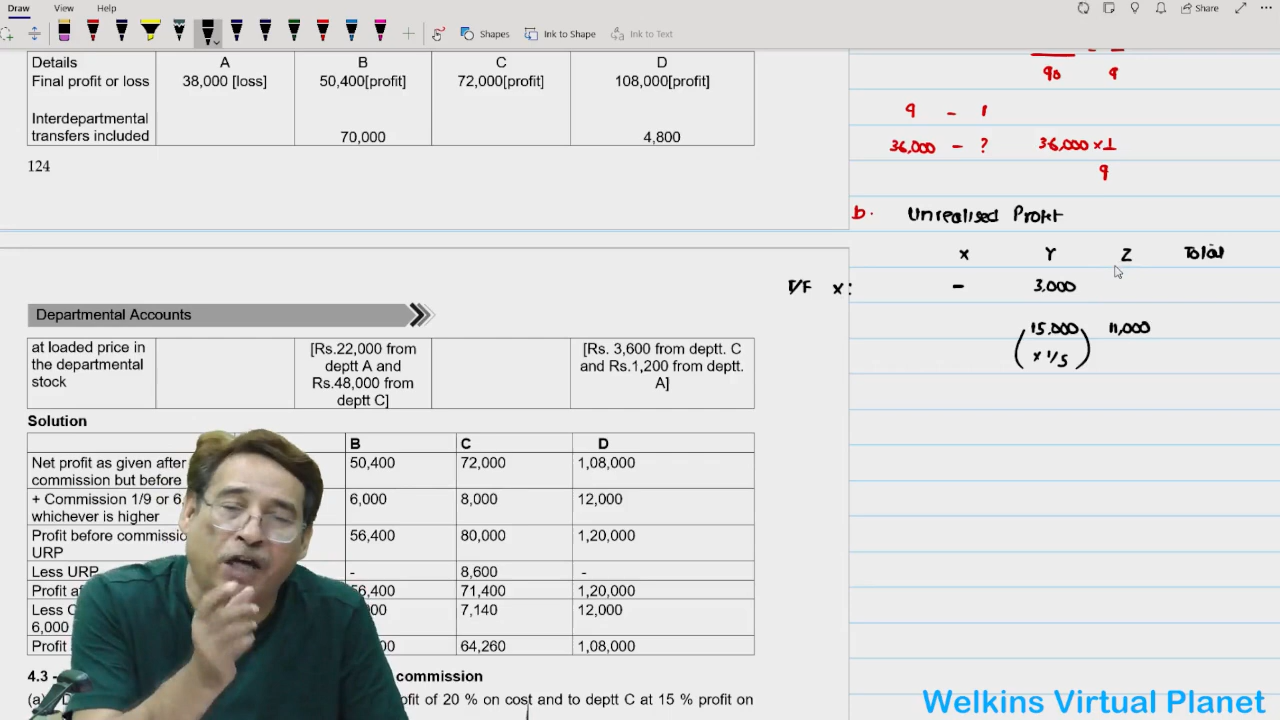 Draw View Help
Share
Shapes Ink to Shape Ink to Text
Details A B C D
Final profit or loss 38,000 [loss] 50,400[profit] 72,000[profit] 108,000[profit]
Interdepartmental
transfers included 70,000 4,800
124
Departmental Accounts
at loaded price in
the departmental
stock
[Rs.22,000 from
deptt A and
Rs.48,000 from
deptt C]
[Rs. 3,600 from deptt. C
and Rs.1,200 from deptt.
A]
Solution
B C D
Net profit as given after 50,400 72,000 1,08,000
commission but before
+ Commission 1/9 or 6, 6,000 8,000 12,000
whichever is higher
Profit before commissio 56,400 80,000 1,20,000
URP
Less URP - 8,600 -
Profit a 56,400 71,400 1,20,000
Less C 000 7,140 12,000
6,000
Profit 00 64,260 1,08,000
4.3 - commission
(a) D ofit of 20 % on cost and to deptt C at 15 % profit on
90 9
9 - 1
36,000 - ? 36,000 × 1
9
b. Unrealised Profit
X Y Z Total
T/F X: - 3,000
(15,000 × 1/5) 11,000
Welkins Virtual Planet